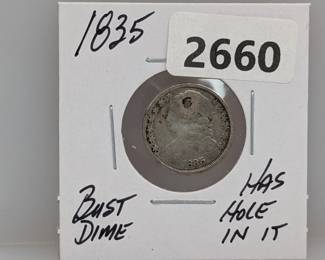 1835
2660
BUST
DIME
HAS
HOLE
IN IT